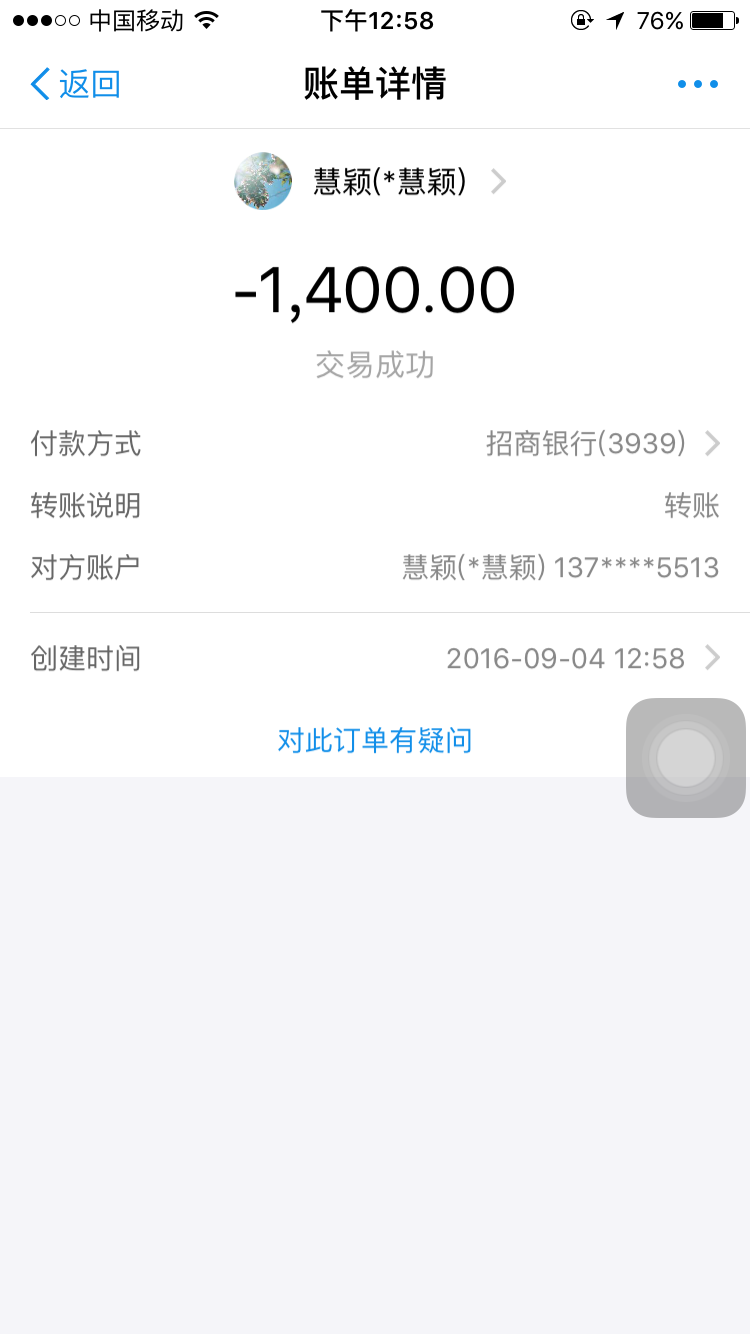 中国移动 下午12:58 76%
返回 账单详情
慧颖(*慧颖)
-1,400.00
交易成功
付款方式 招商银行(3939)
转账说明 转账
对方账户 慧颖(*慧颖) 137****5513
创建时间 2016-09-04 12:58
对此订单有疑问